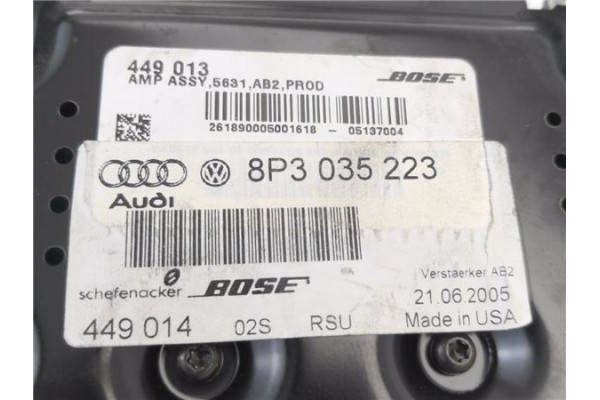 449 013
AMP ASSY,5631,AB2,PROD
BOSE
261890005001618 - 05137004
8P3 035 223
Audi
schefenacker BOSE
Verstaerker AB2
21.06.2005
449 014 02S RSU Made in USA